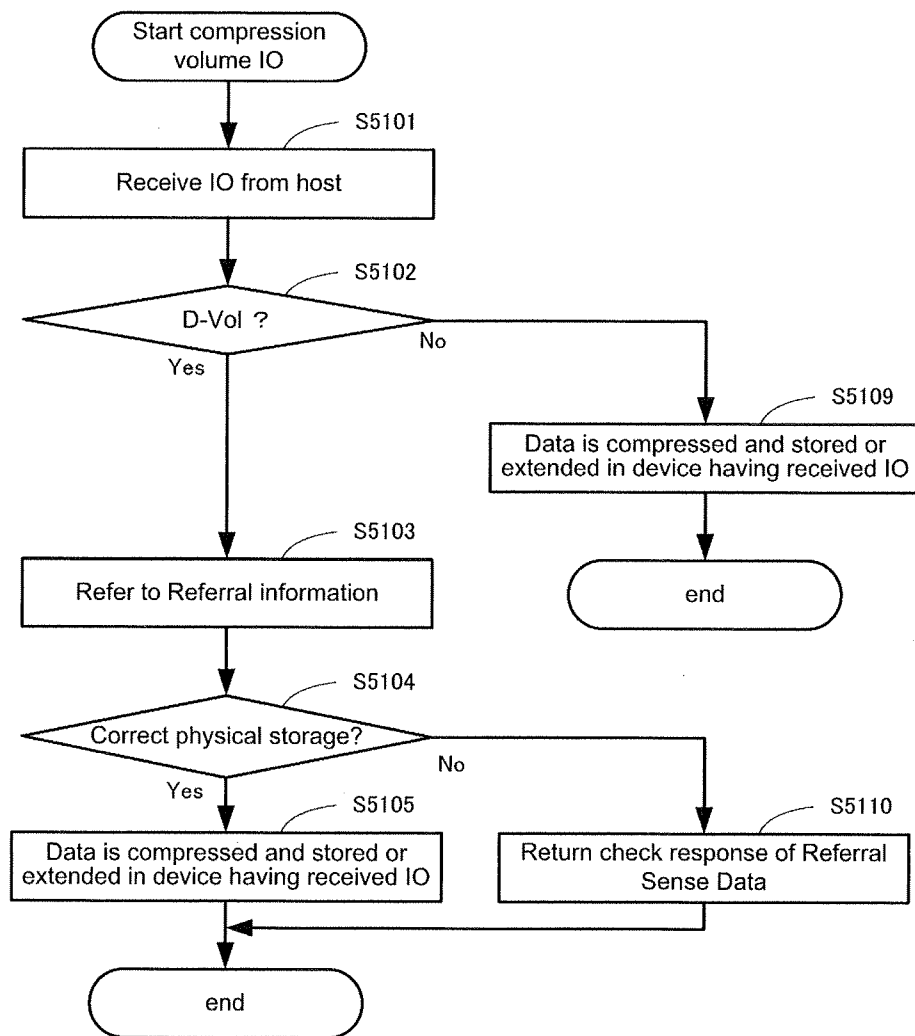 Start compression
volume IO
S5101
Receive IO from host
S5102
D-Vol ?
No
Yes
S5109
Data is compressed and stored or
extended in device having received IO
S5103
Refer to Referral information
end
S5104
Correct physical storage?
No
Yes
S5105
Data is compressed and stored or
extended in device having received IO
S5110
Return check response of Referral
Sense Data
end